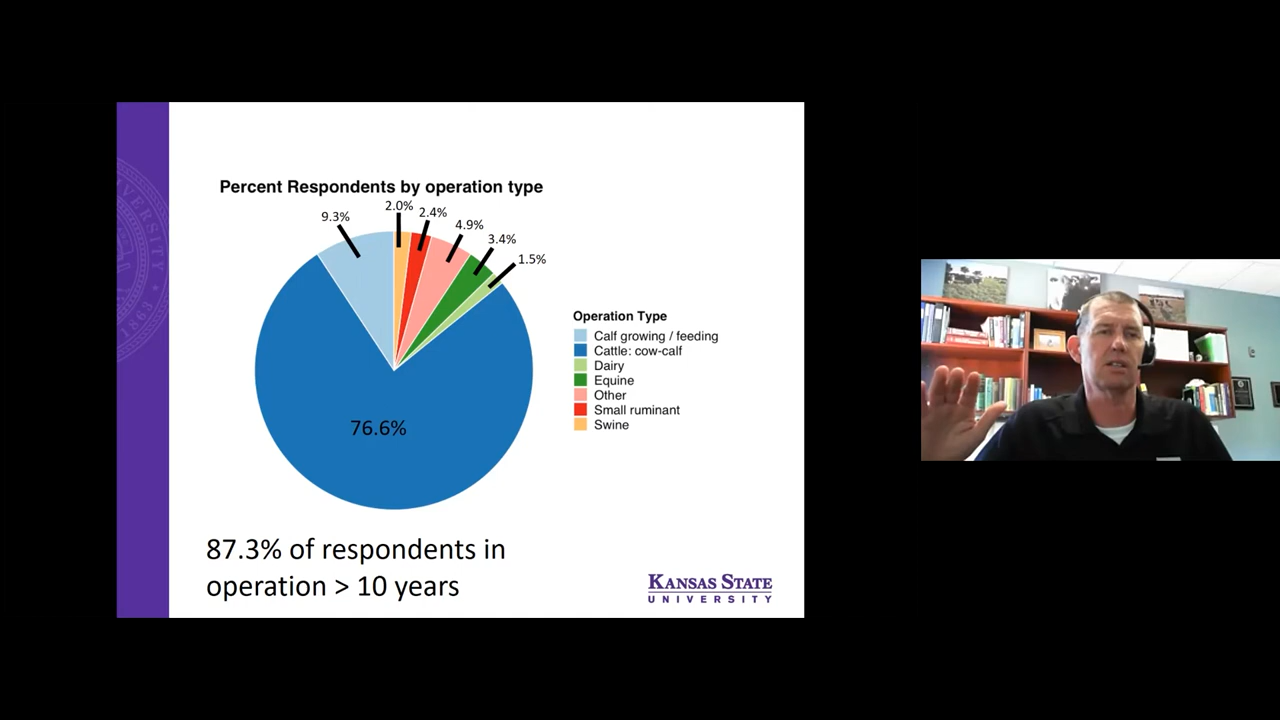 Percent Respondents by operation type
9.3%
2.0%
2.4%
4.9%
3.4%
1.5%
76.6%
Operation Type
Calf growing / feeding
Cattle: cow-calf
Dairy
Equine
Other
Small ruminant
Swine
87.3% of respondents in
operation > 10 years
KANSAS STATE
UNIVERSITY
VERSITY
1863